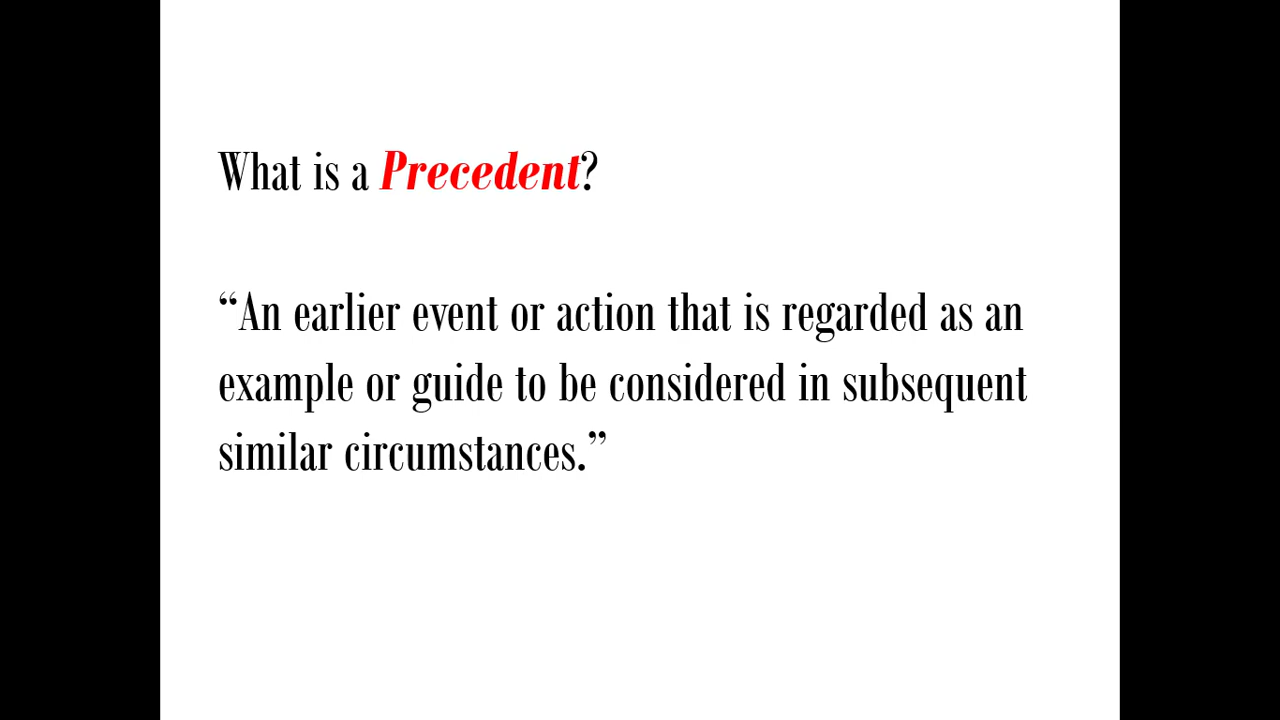 What is a Precedent?
“An earlier event or action that is regarded as an
example or guide to be considered in subsequent
similar circumstances.”